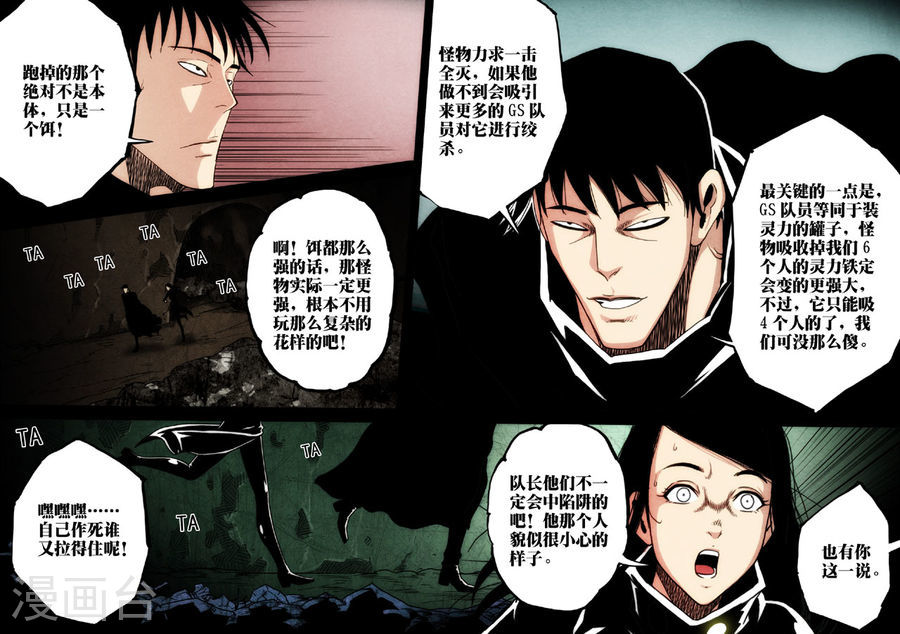 跑掉的那个
绝对不是本
体，只是一
个饵！
TA
TA
TA
TA
TA
TA
啊！饵都那么
强的话，那怪
物实际一定更
强，根本不用
玩那么复杂的
花样的吧！
怪物力求一击
全灭，如果他
做不到会吸引
来更多的GS队
员对它进行绞
杀。
最关键的一点是，
GS队员等同于装
灵力的罐子，怪
物吸收掉我们6
个人的灵力铁定
会变的更强大，
不过，它只能吸
4个人的了，我
们可没那么傻。
TA
TA
TA
TA
嘿嘿嘿……
自己作死谁
又拉得住呢！
队长他们不一
定会中陷阱的
吧！他那个人
貌似很小心的
样子。
也有你
这一说。
漫画台